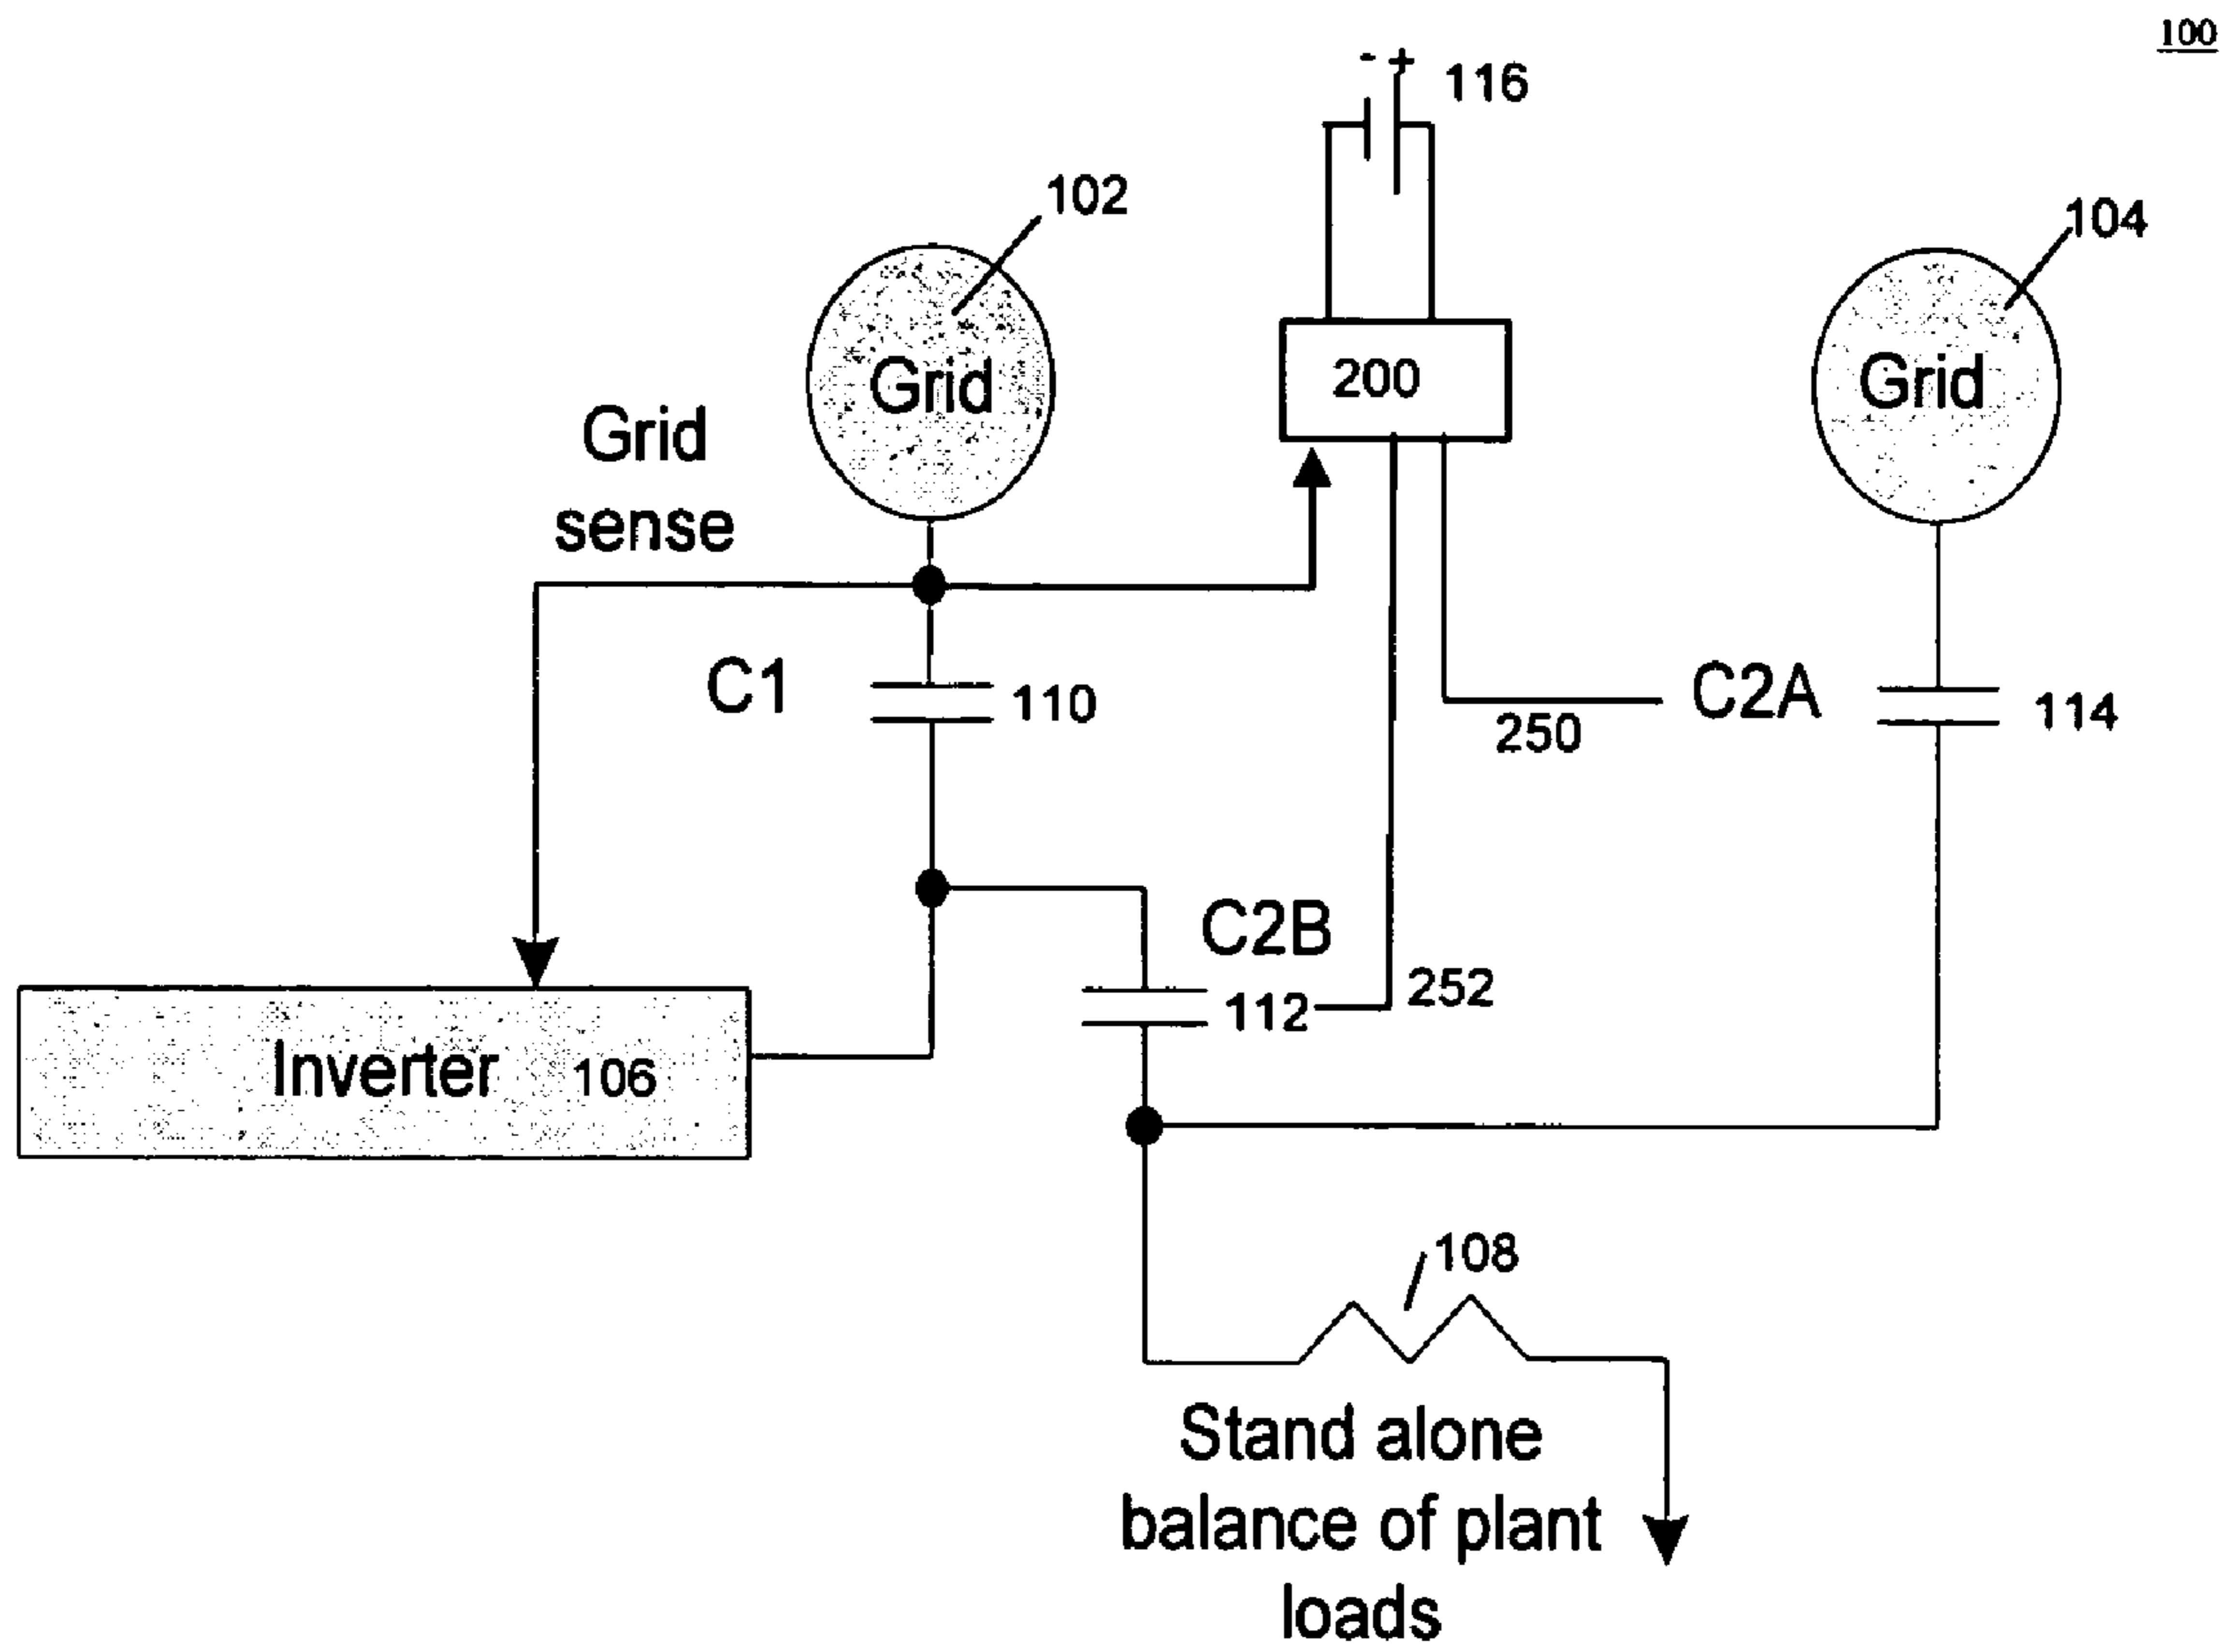 100
- +
116
102
104
Grid
200
Grid
Grid
sense
C1
110
C2A
114
250
C2B
112
252
Inverter 106
108
Stand alone
balance of plant
loads